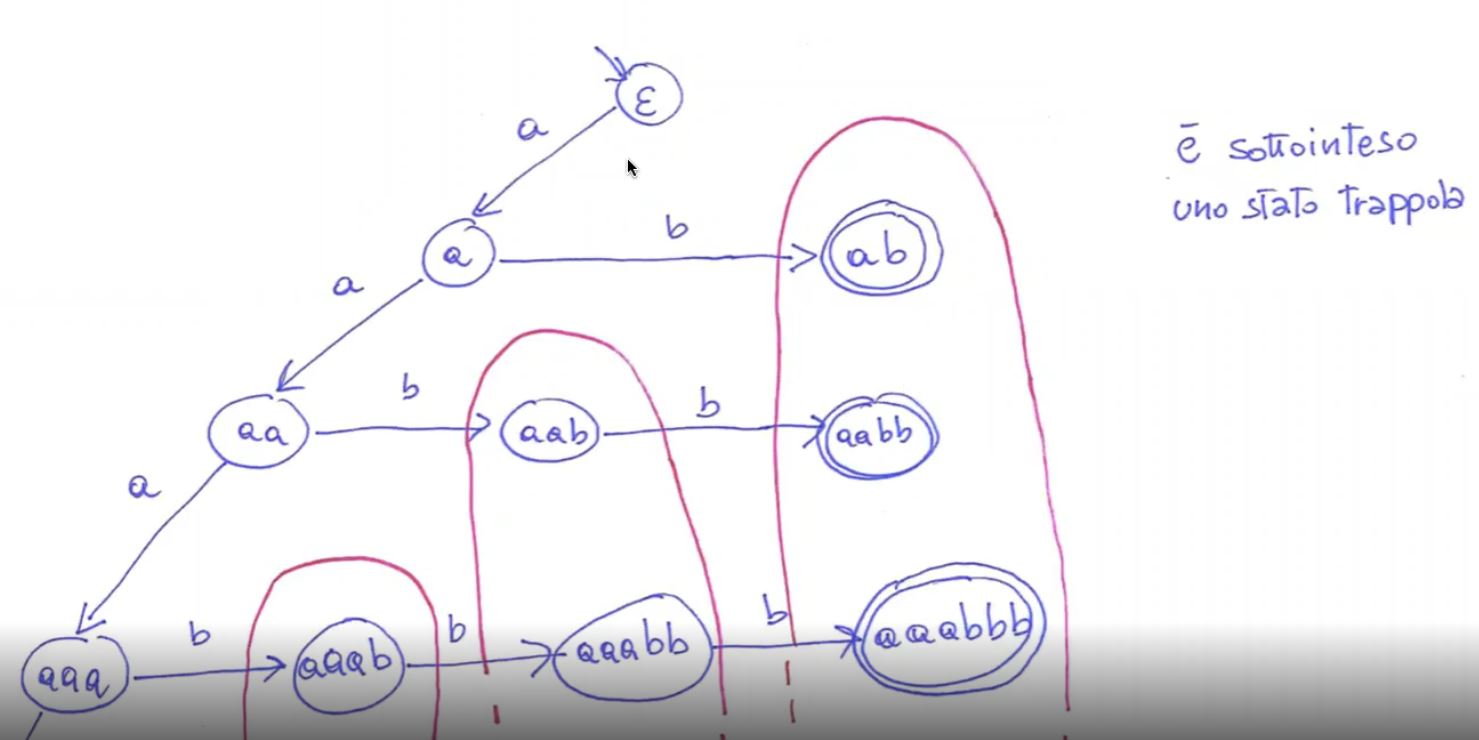 ε
a
a b ab
a
aa b aab b aabb
a
aaa b aaab b aaabb b aaabbb
ē sottointeso
uno stato trappola